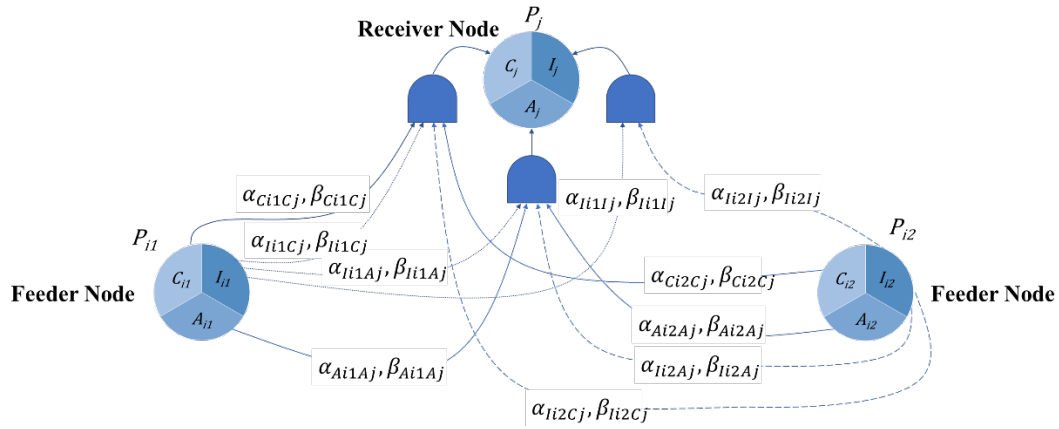 P_j
Receiver Node
C_j I_j
A_j
α_{Ci1Cj}, β_{Ci1Cj}
α_{Ii1Ij}, β_{Ii1Ij}
α_{Ii2Ij}, β_{Ii2Ij}
P_{i1}
α_{Ii1Cj}, β_{Ii1Cj}
P_{i2}
α_{Ii1Aj}, β_{Ii1Aj}
α_{Ci2Cj}, β_{Ci2Cj}
Feeder Node
C_{i1} I_{i1}
A_{i1}
C_{i2} I_{i2}
A_{i2}
Feeder Node
α_{Ai2Aj}, β_{Ai2Aj}
α_{Ai1Aj}, β_{Ai1Aj}
α_{Ii2Aj}, β_{Ii2Aj}
α_{Ii2Cj}, β_{Ii2Cj}